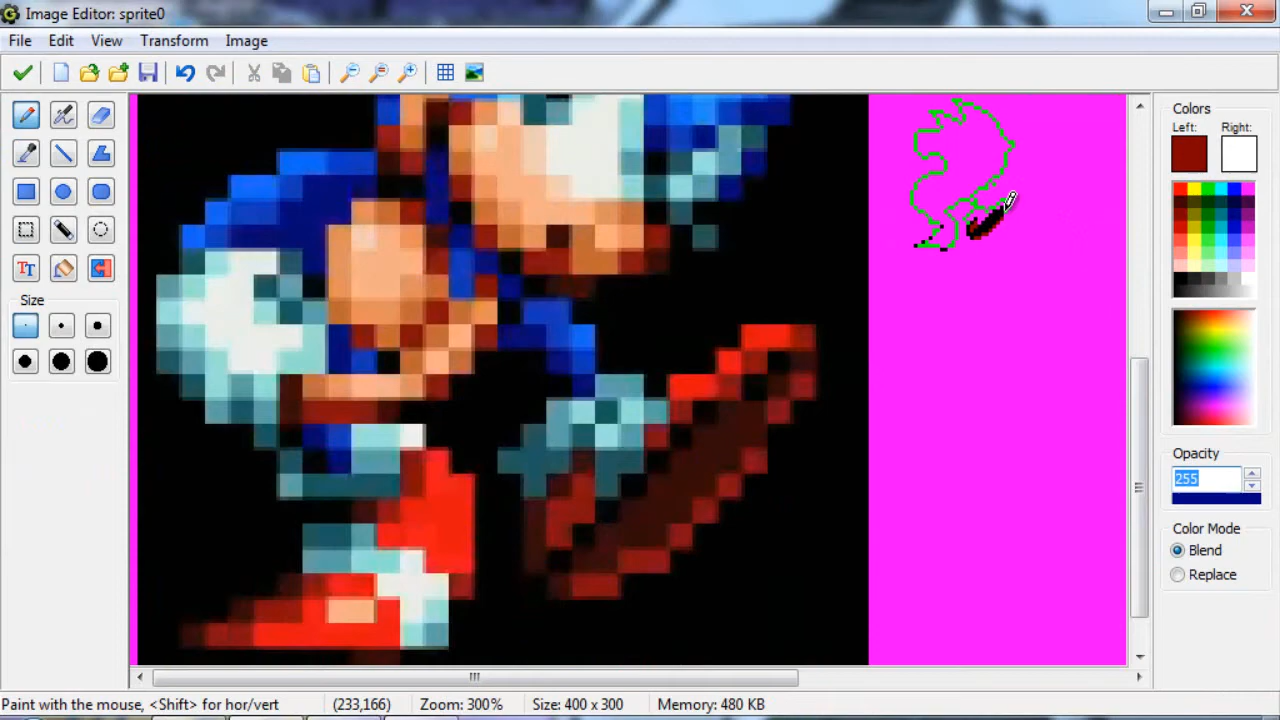 Image Editor: sprite0
File Edit View Transform Image
Size
Colors
Left: Right:
Opacity
255
Color Mode
Blend
Replace
Paint with the mouse, <Shift> for hor/vert (233,166) Zoom: 300% Size: 400 x 300 Memory: 480 KB